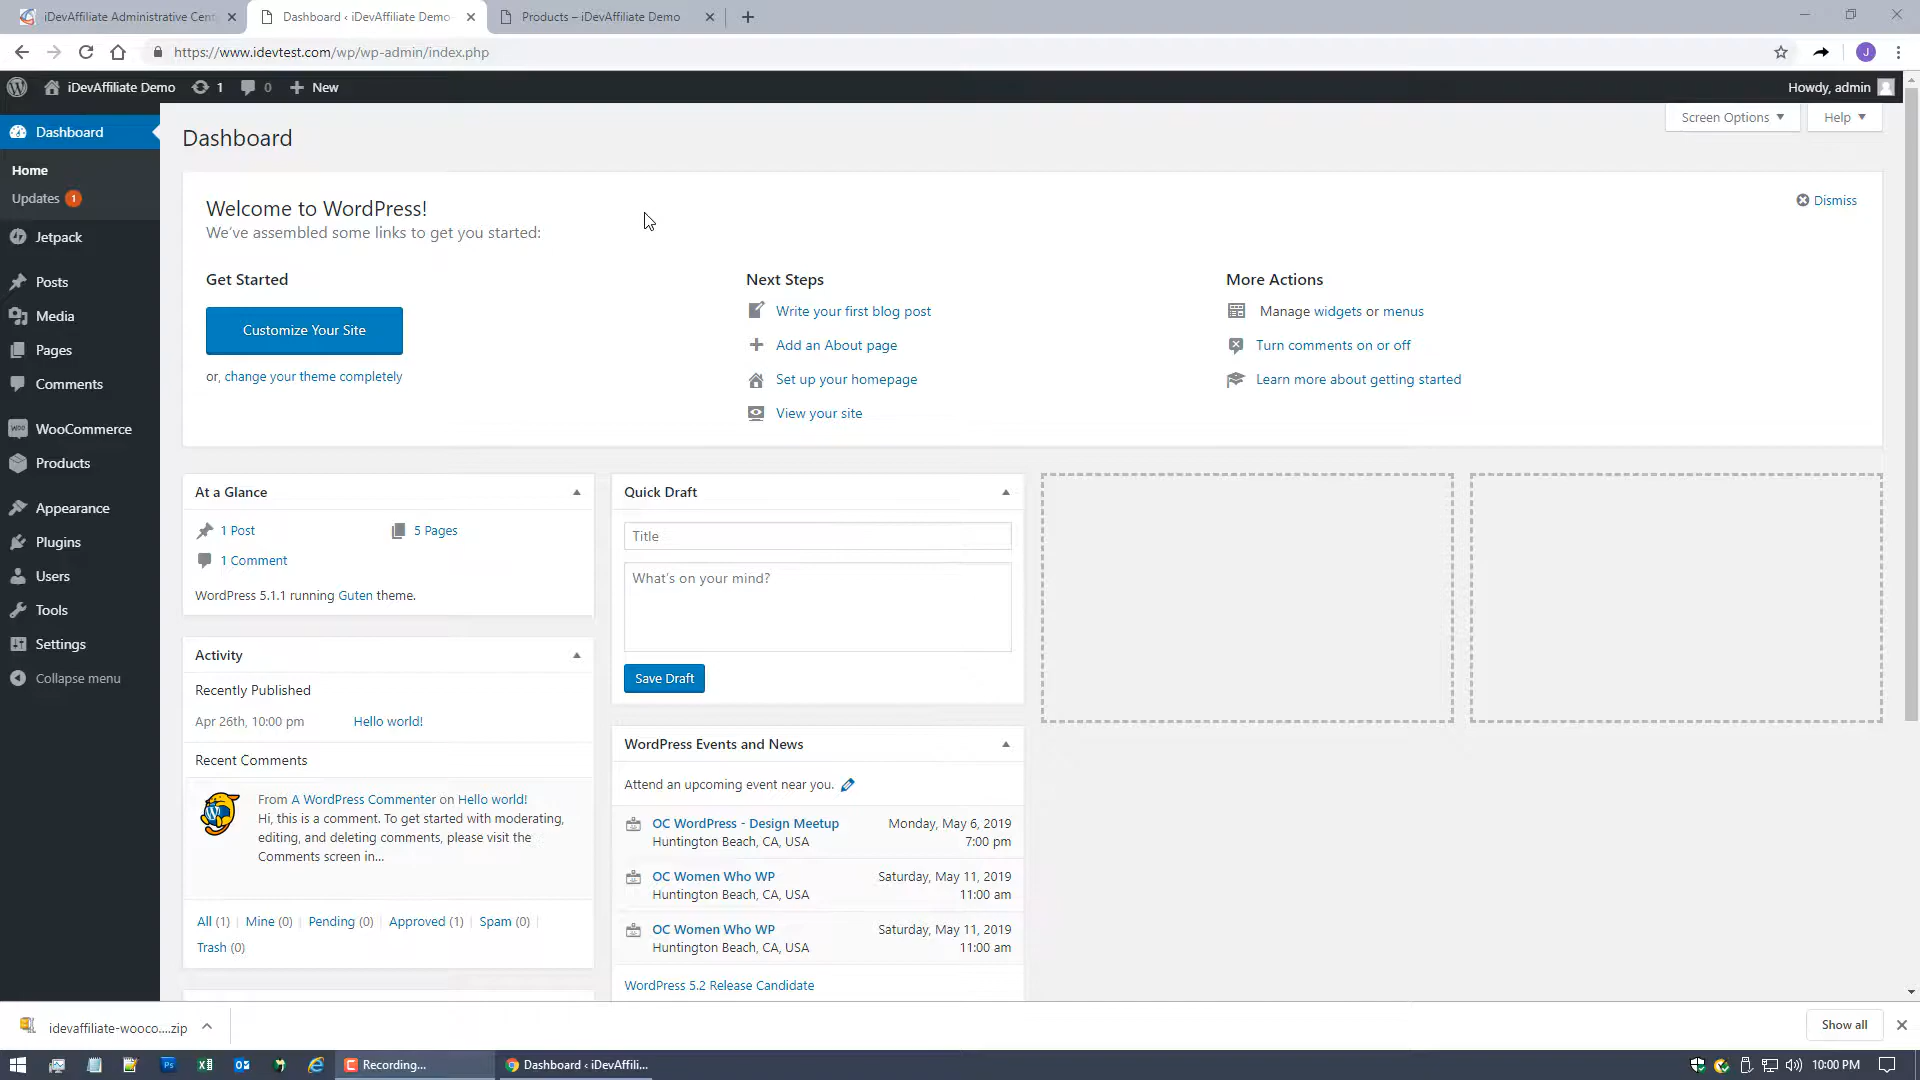 iDevAffiliate Administrative Cent
Dashboard ‹ iDevAffiliate Demo
Products – iDevAffiliate Demo
https://www.idevtest.com/wp/wp-admin/index.php
J
iDevAffiliate Demo
1
0
New
Howdy, admin
Dashboard
Home
Updates 1
Jetpack
Posts
Media
Pages
Comments
WooCommerce
Products
Appearance
Plugins
Users
Tools
Settings
Collapse menu
Dashboard
Screen Options
Help
Welcome to WordPress!
We've assembled some links to get you started:
Dismiss
Get Started
Customize Your Site
or, change your theme completely
Next Steps
Write your first blog post
Add an About page
Set up your homepage
View your site
More Actions
Manage widgets or menus
Turn comments on or off
Learn more about getting started
At a Glance
1 Post
5 Pages
1 Comment
WordPress 5.1.1 running Guten theme.
Activity
Recently Published
Apr 26th, 10:00 pm
Hello world!
Recent Comments
From A WordPress Commenter on Hello world!
Hi, this is a comment. To get started with moderating,
editing, and deleting comments, please visit the
Comments screen in...
All (1) | Mine (0) | Pending (0) | Approved (1) | Spam (0) |
Trash (0)
Quick Draft
Title
What's on your mind?
Save Draft
WordPress Events and News
Attend an upcoming event near you.
OC WordPress - Design Meetup
Huntington Beach, CA, USA
Monday, May 6, 2019
7:00 pm
OC Women Who WP
Huntington Beach, CA, USA
Saturday, May 11, 2019
11:00 am
OC Women Who WP
Huntington Beach, CA, USA
Saturday, May 11, 2019
11:00 am
WordPress 5.2 Release Candidate
idevaffiliate-wooco....zip
Show all
Recording...
Dashboard ‹ iDevAffili...
10:00 PM